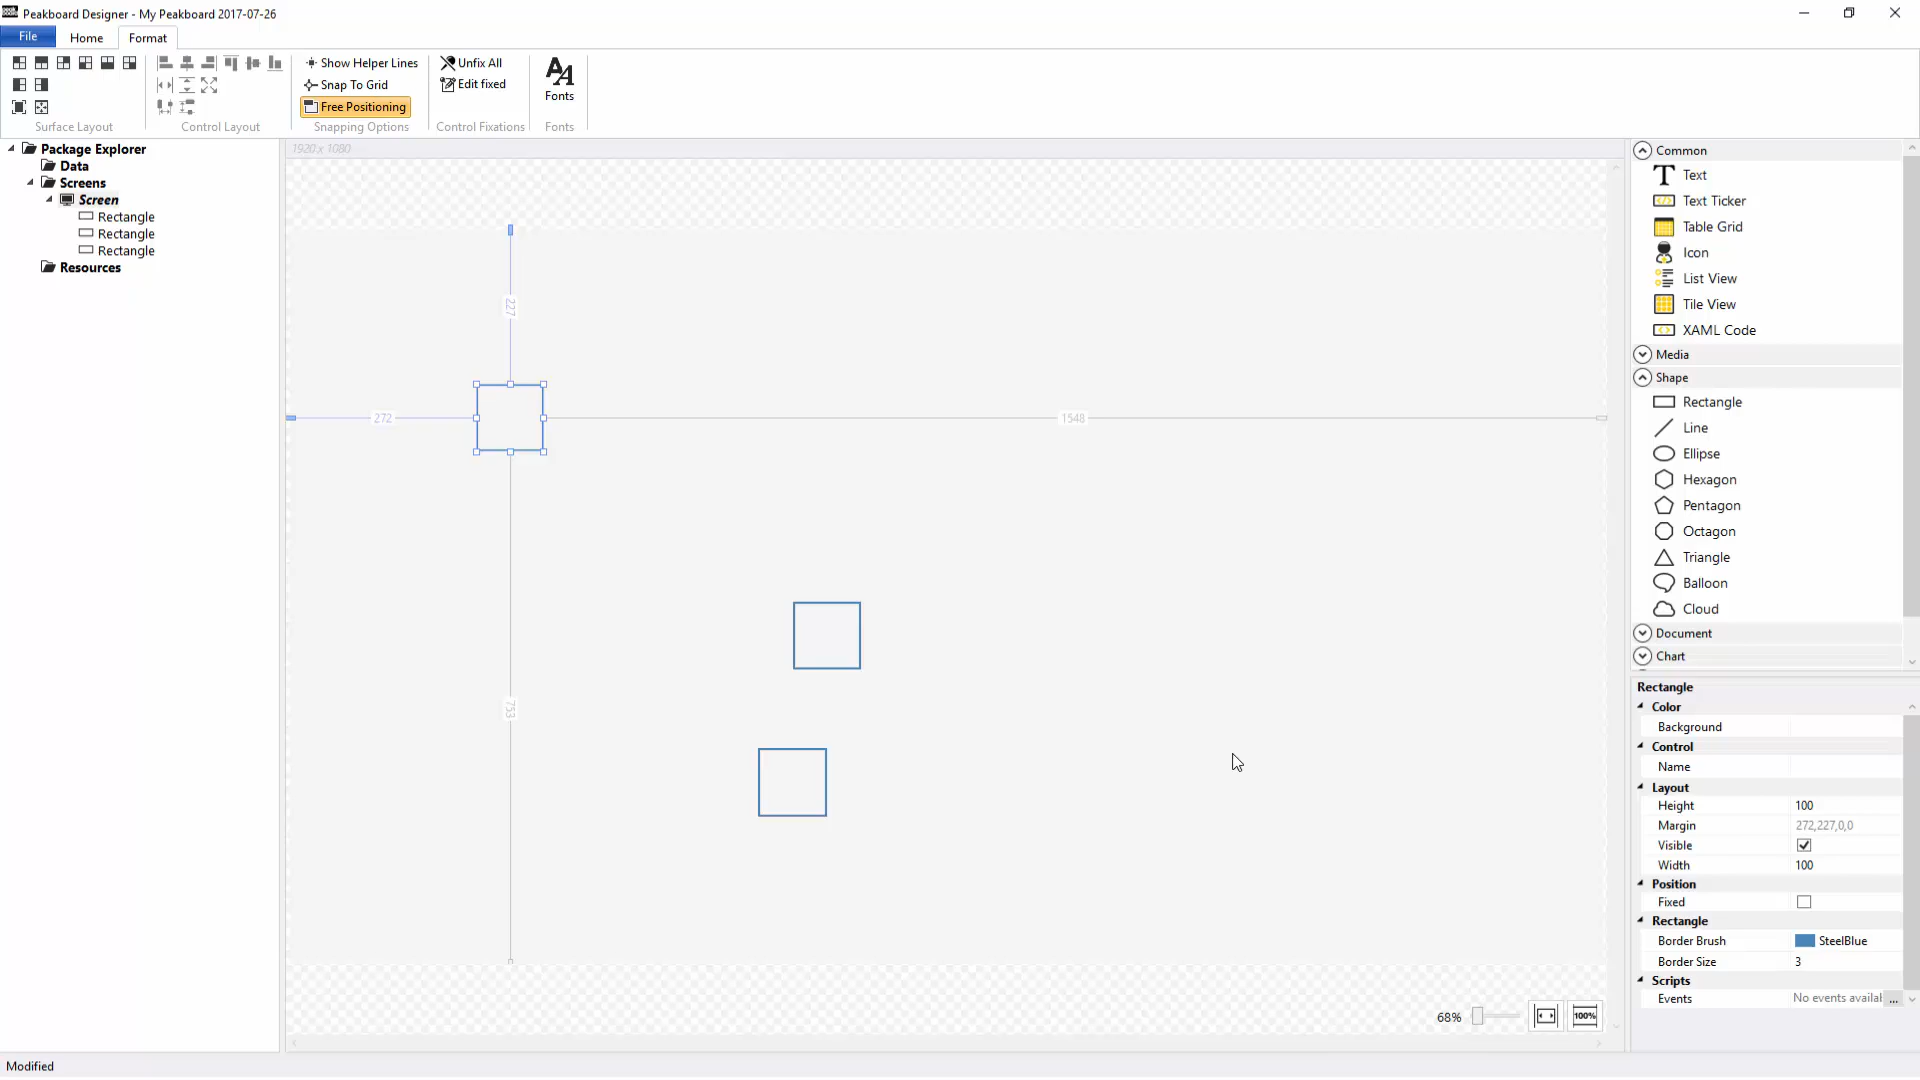 Peakboard Designer - My Peakboard 2017-07-26
File Home Format
Show Helper Lines
Snap To Grid
Free Positioning
Unfix All
Edit fixed
Fonts
Surface Layout Control Layout Snapping Options Control Fixations Fonts
Package Explorer
Data
Screens
Screen
Rectangle
Rectangle
Rectangle
Resources
1920 x 1080
227
272
1548
753
68%
100%
Common
Text
Text Ticker
Table Grid
Icon
List View
Tile View
XAML Code
Media
Shape
Rectangle
Line
Ellipse
Hexagon
Pentagon
Octagon
Triangle
Balloon
Cloud
Document
Chart
Rectangle
Color
Background
Control
Name
Layout
Height 100
Margin 272,227,0,0
Visible
Width 100
Position
Fixed
Rectangle
Border Brush SteelBlue
Border Size 3
Scripts
Events No events availal ...
Modified